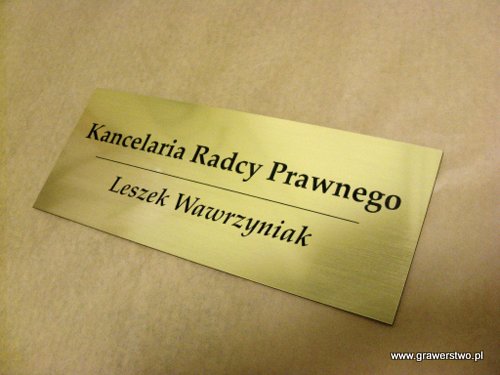 Kancelaria Radcy Prawnego
Leszek Wawrzyniak
www.grawerstwo.pl